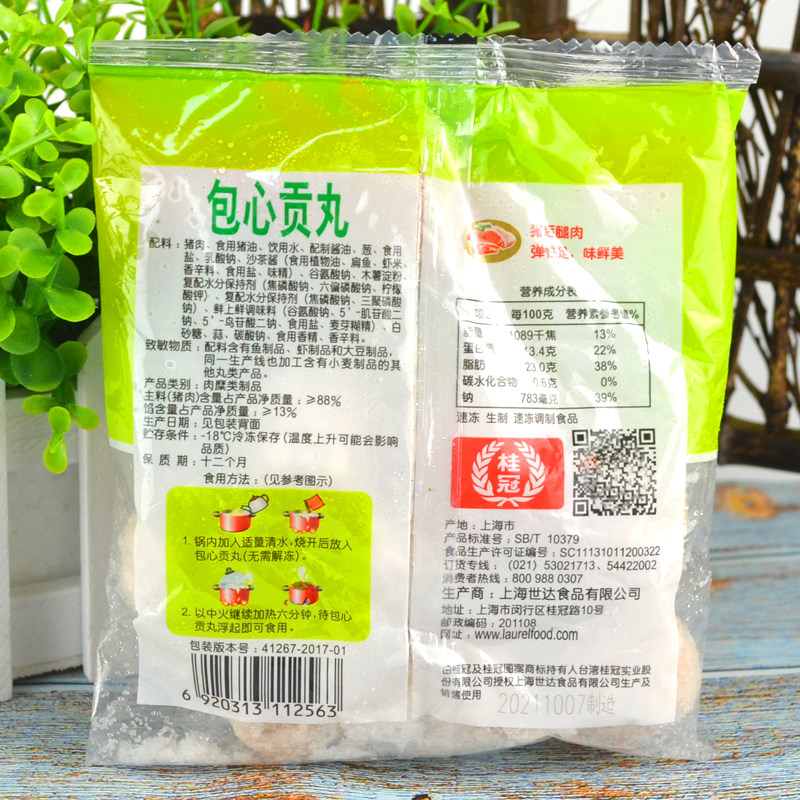 包心贡丸
配料：猪肉、食用猪油、饮用水、配制酱油、葱、食用
盐、乳酸钠、沙茶酱（食用植物油、扁鱼、虾米、
香辛料、食用盐、味精）、谷氨酸钠、木薯淀粉、
复配水分保持剂（焦磷酸钠、六偏磷酸钠、柠檬
酸钾）、复配水分保持剂（焦磷酸钠、三聚磷酸
钠）、鲜上鲜调味料（谷氨酸钠、5´-肌苷酸二
钠、5´-鸟苷酸二钠、食用盐、麦芽糊精）、白
砂糖、蒜、碳酸钠、食用香精、香辛料。
致敏物质：配料含有鱼制品、虾制品和大豆制品，
同一生产线也加工含有小麦制品的其
他丸类产品。
产品类别：肉糜类制品
主料(猪肉)含量占产品净质量：≥88%
馅含量占产品净质量：≥13%
生产日期：见包装背面
贮存条件：-18℃冷冻保存(温度上升可能会影响
品质)
保 质 期：十二个月
食用方法：(见参考图示)
1. 锅内加入适量清水,烧开后放入
包心贡丸(无需解冻)。
2. 以中火继续加热六分钟,待包心
贡丸浮起即可食用。
包装版本号：41267-2017-01
6 920313 112563
腿肉
弹 足、味鲜美
营养成分表
项 每100克 营养素参考值%
能量 1089千焦 13%
蛋白质 13.4克 22%
脂肪 23.0克 38%
碳水化合物 0.6克 0%
钠 783毫克 39%
速冻 生制 速冻调制食品
桂冠
产地：上海市
产品标准号：SB/T 10379
食品生产许可证编号：SC11131011200322
订货专线：(021) 53021713、54422002
消费者热线：800 988 0307
生产商：上海世达食品有限公司
地址：上海市闵行区桂冠路10号
邮政编码：201108
网址：www.laurelfood.com
由桂冠及桂冠图案商标持有人台湾桂冠实业股
份有限公司授权上海世达食品有限公司生产及
销售使用
20211007制造